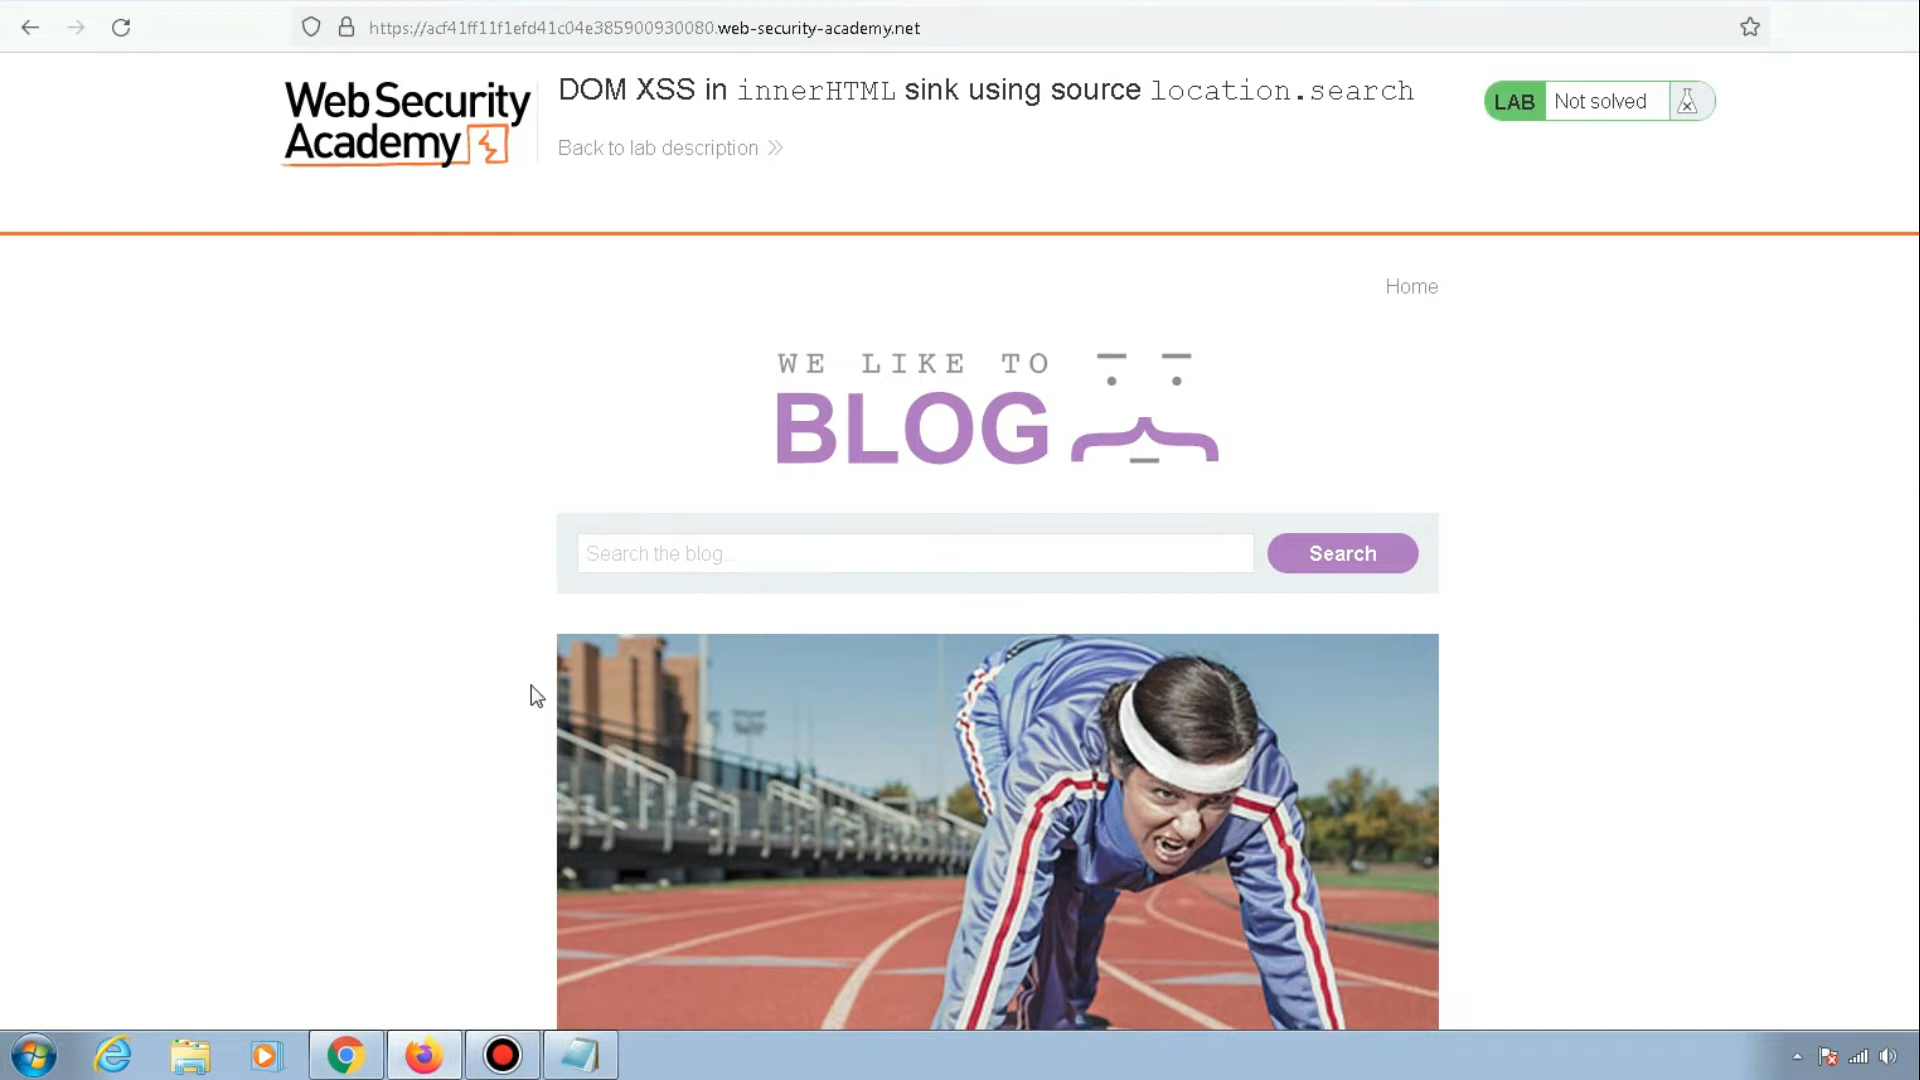 https://acf41ff11f1efd41c04e385900930080.web-security-academy.net
Web Security
Academy
DOM XSS in innerHTML sink using source location.search
Back to lab description
LAB Not solved
Home
WE LIKE TO
BLOG
Search the blog...
Search